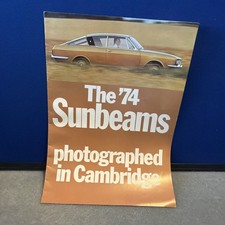 The '74
Sunbeams
photographed
in Cambridge